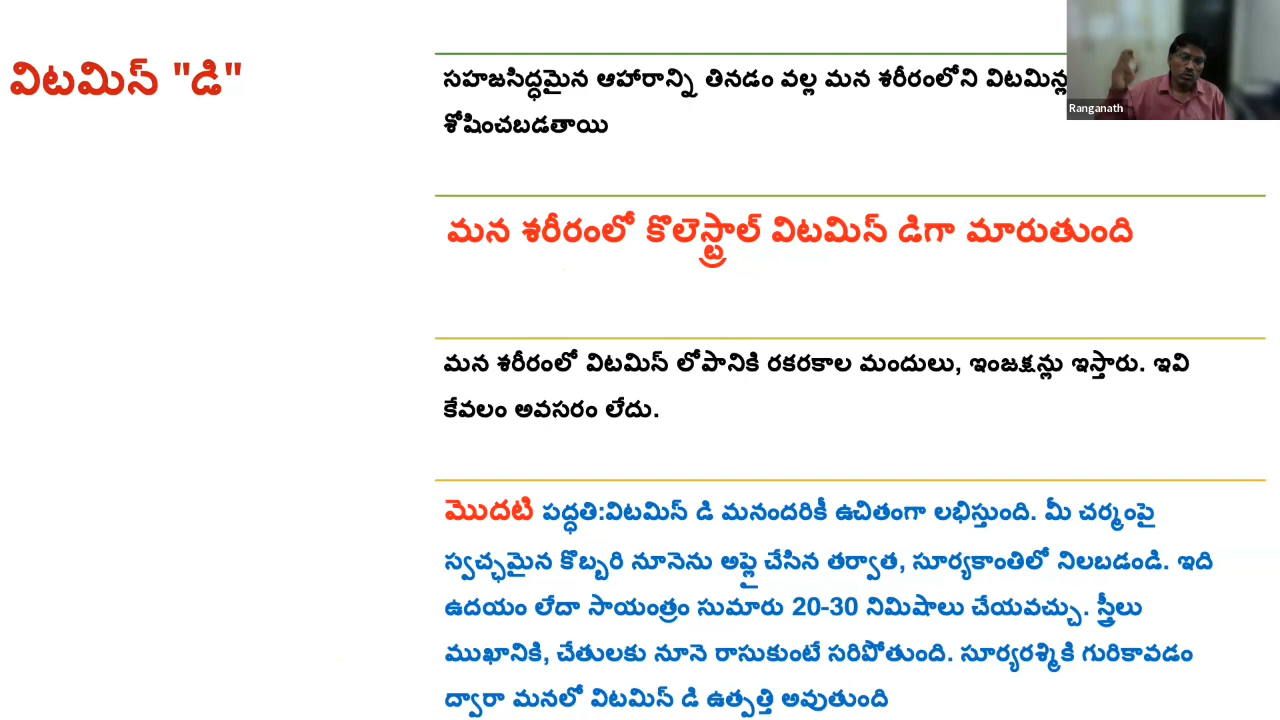 విటమిన్ "డి"
సహజసిద్ధమైన ఆహారాన్ని తినడం వల్ల మన శరీరంలోని
శోషించబడతాయి
Ranganath
మన శరీరంలో కొలెస్ట్రాల్ విటమిన్ డిగా మారుతుంది
మన శరీరంలో విటమిన్ లోపానికి రకరకాల మందులు, ఇంజక్షన్లు ఇస్తారు. ఇవి
కేవలం అవసరం లేదు.
మొదటి పద్ధతి:విటమిన్ డి మనందరికీ ఉచితంగా లభిస్తుంది. మీ చర్మంపై
స్వచ్ఛమైన కొబ్బరి నూనెను అప్లై చేసిన తర్వాత, సూర్యకాంతిలో నిలబడండి. ఇది
ఉదయం లేదా సాయంత్రం సుమారు 20-30 నిమిషాలు చేయవచ్చు. స్త్రీలు
ముఖానికి, చేతులకు నూనె రాసుకుంటే సరిపోతుంది. సూర్యరశ్మికి గురికావడం
ద్వారా మనలో విటమిన్ డి ఉత్పత్తి అవుతుంది